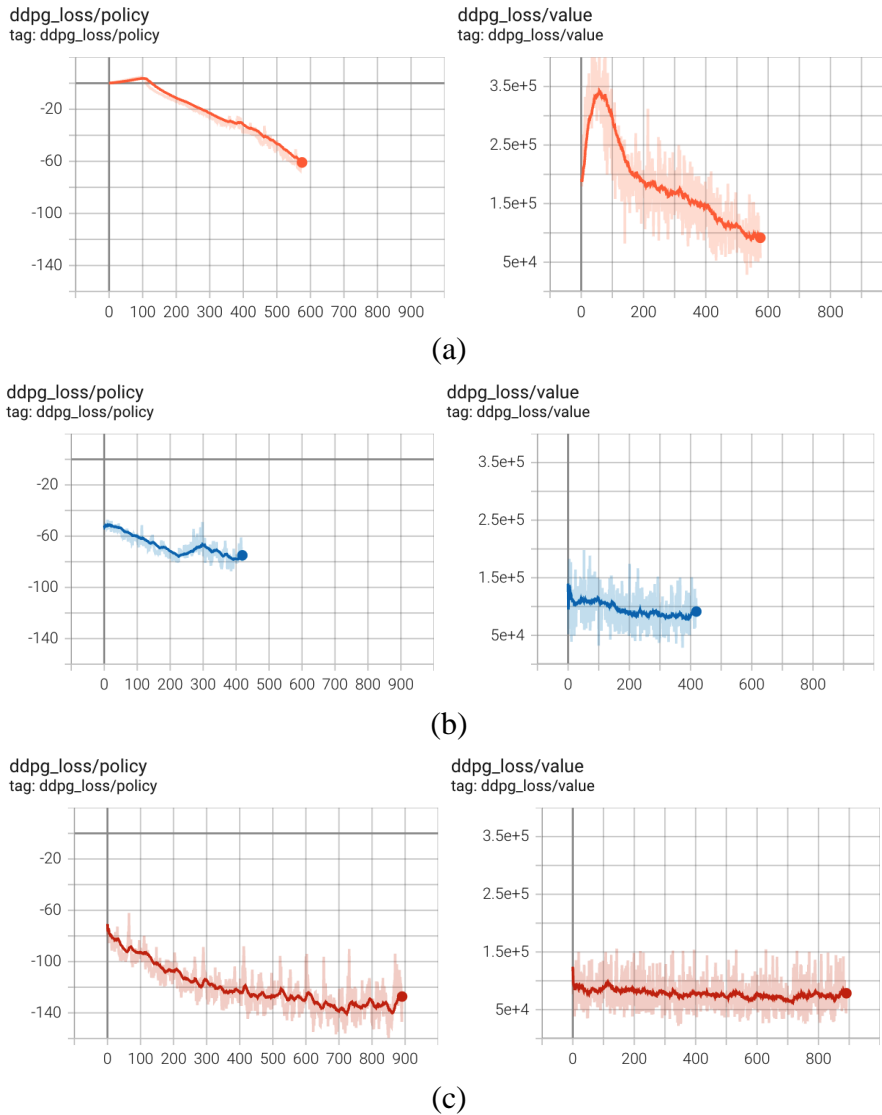 ddpg_loss/policy
tag: ddpg_loss/policy
-20
-60
-100
-140
0 100 200 300 400 500 600 700 800 900
ddpg_loss/value
tag: ddpg_loss/value
3.5e+5
2.5e+5
1.5e+5
5e+4
0 200 400 600 800
(a)
ddpg_loss/policy
tag: ddpg_loss/policy
-20
-60
-100
-140
0 100 200 300 400 500 600 700 800 900
ddpg_loss/value
tag: ddpg_loss/value
3.5e+5
2.5e+5
1.5e+5
5e+4
0 200 400 600 800
(b)
ddpg_loss/policy
tag: ddpg_loss/policy
-20
-60
-100
-140
0 100 200 300 400 500 600 700 800 900
ddpg_loss/value
tag: ddpg_loss/value
3.5e+5
2.5e+5
1.5e+5
5e+4
0 200 400 600 800
(c)